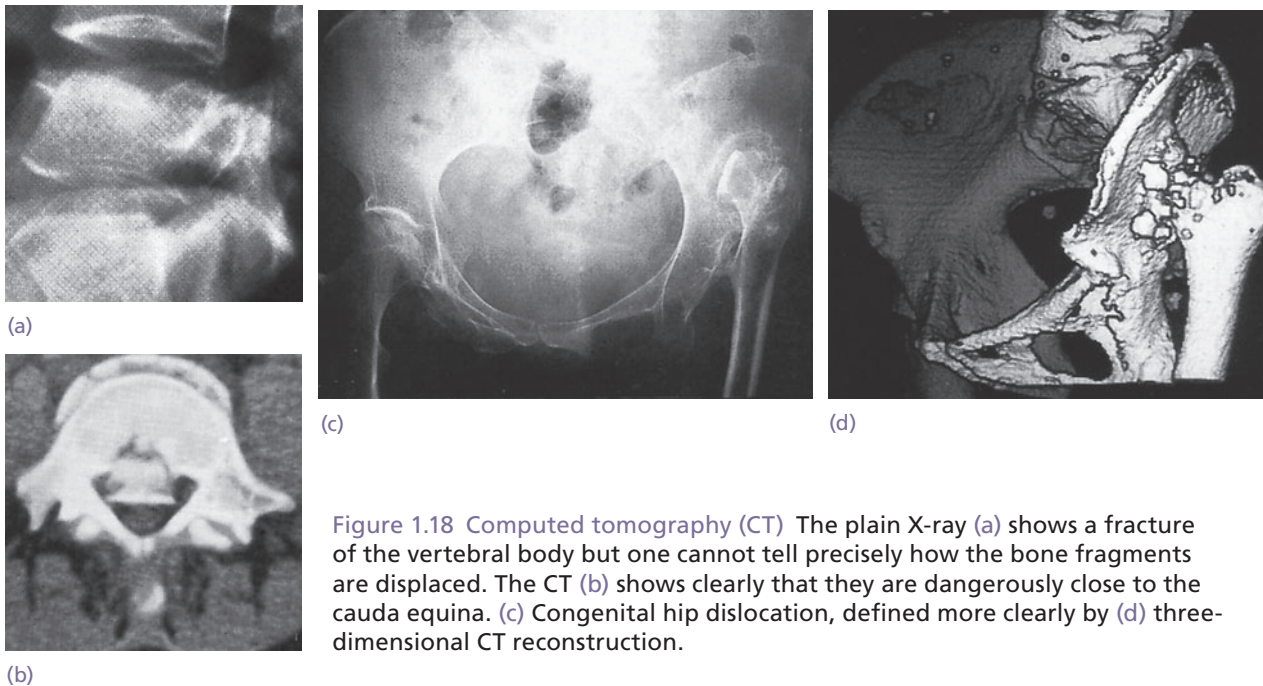 (a)
(b)
(c)
(d)
Figure 1.18 Computed tomography (CT) The plain X-ray (a) shows a fracture
of the vertebral body but one cannot tell precisely how the bone fragments
are displaced. The CT (b) shows clearly that they are dangerously close to the
cauda equina. (c) Congenital hip dislocation, defined more clearly by (d) three-
dimensional CT reconstruction.